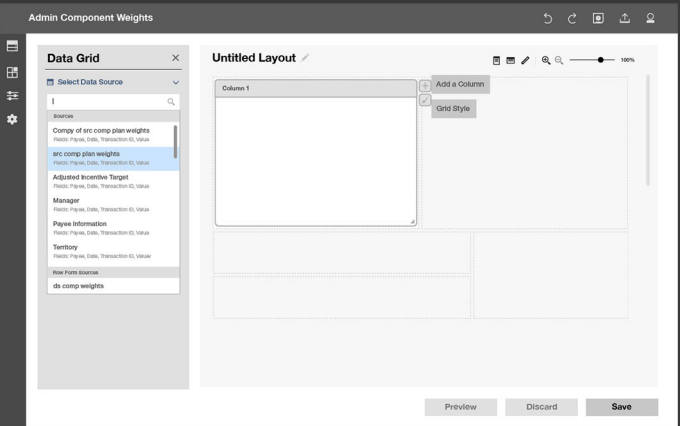 Admin Component Weights
Data Grid
Select Data Source
Sources
Compy of src comp plan weights
Fields: Payee, Date, Transaction ID, Value
src comp plan weights
Fields: Payee, Date, Transaction ID, Value
Adjusted Incentive Target
Fields: Payee, Date, Transaction ID, Value
Manager
Fields: Payee, Date, Transaction ID, Value
Payee Information
Fields: Payee, Date, Transaction ID, Value
Territory
Fields: Payee, Date, Transaction ID, Value
Row Form Sources
ds comp weights
Untitled Layout
100%
Column 1
Add a Column
Grid Style
Preview
Discard
Save